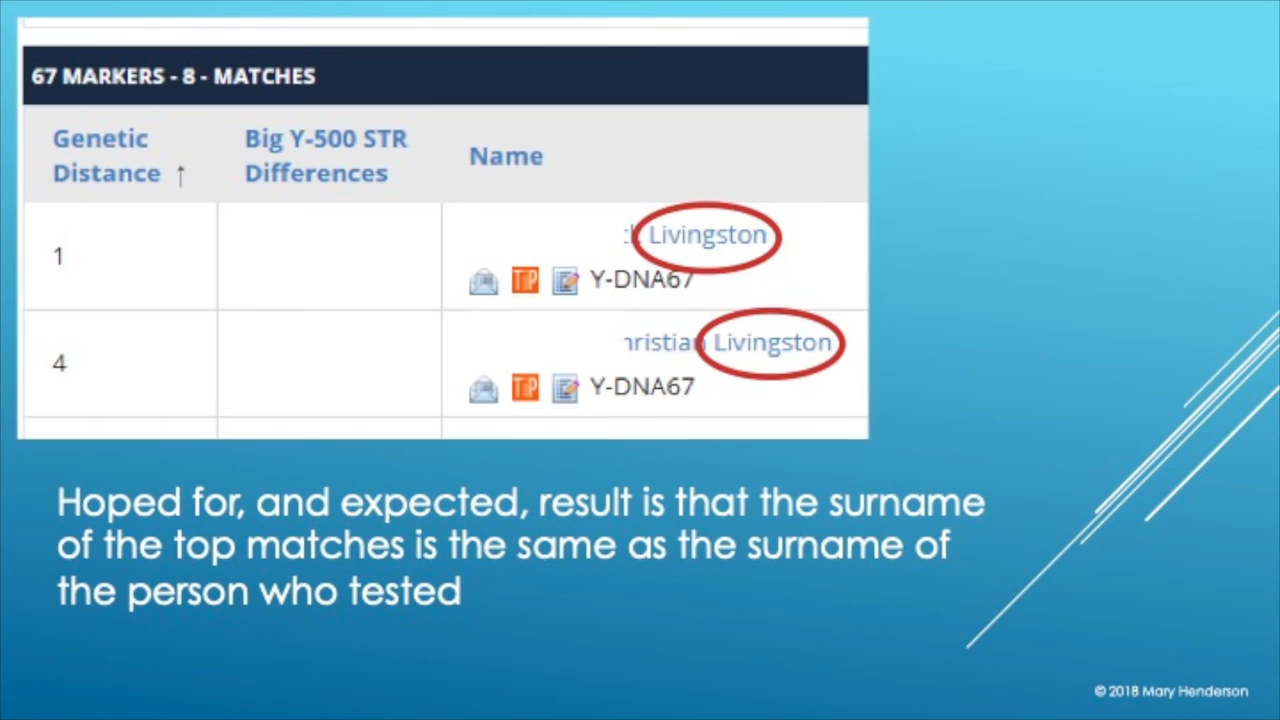 67 MARKERS - 8 - MATCHES
Genetic Distance ↑ Big Y-500 STR Differences Name
1 Livingston
TiP Y-DNA67
4 Livingston
TiP Y-DNA67
Hoped for, and expected, result is that the surname
of the top matches is the same as the surname of
the person who tested
© 2018 Mary Henderson